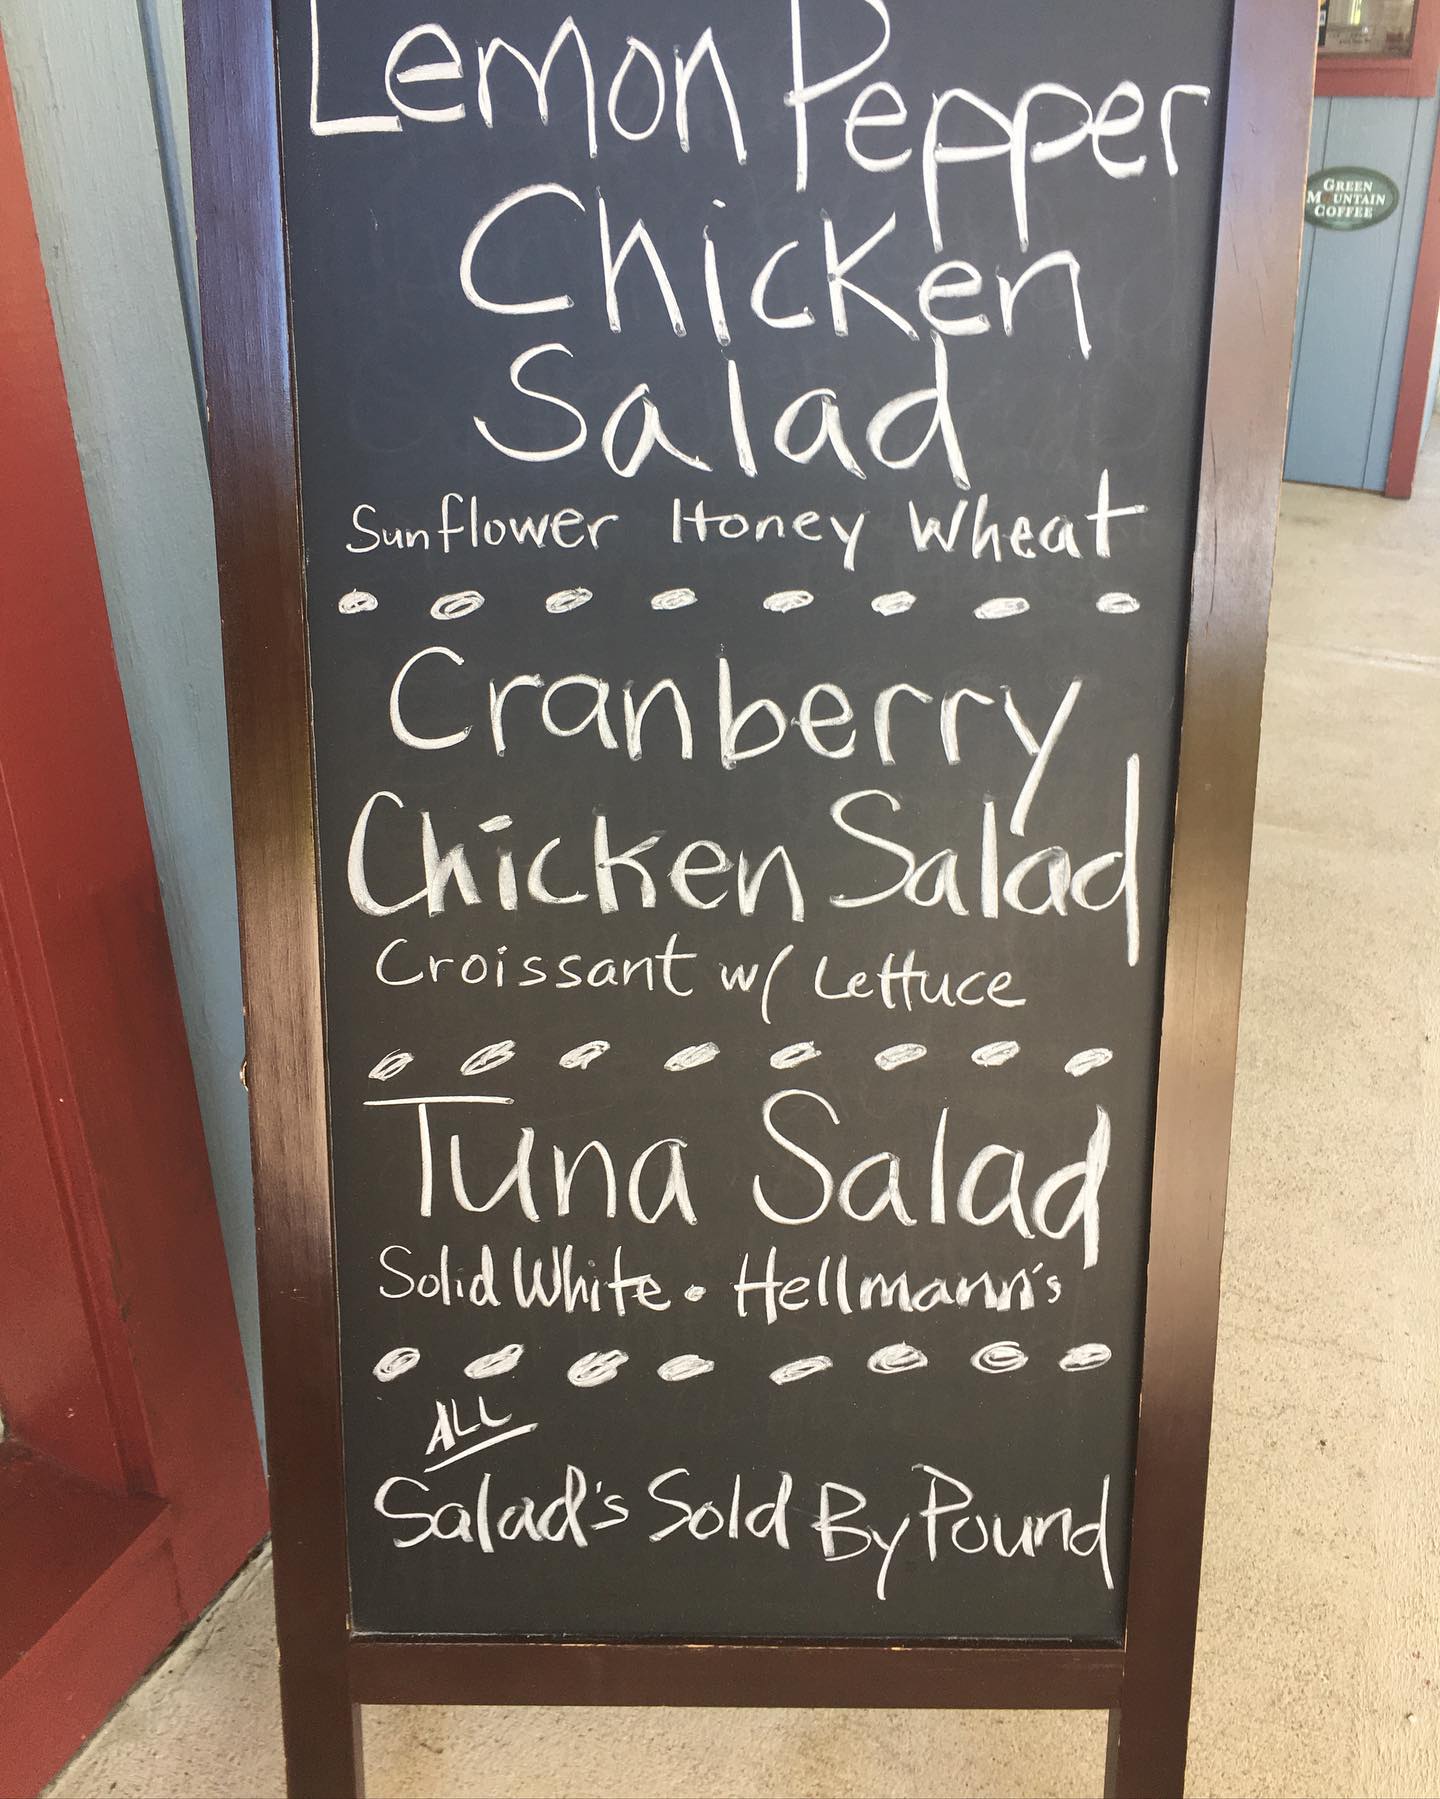 Lemon Pepper
Chicken
Salad
Sunflower Honey Wheat
Cranberry
Chicken Salad
Croissant w/ Lettuce
Tuna Salad
Solid White • Hellmann's
ALL
Salad's Sold By Pound
GREEN
MOUNTAIN
COFFEE